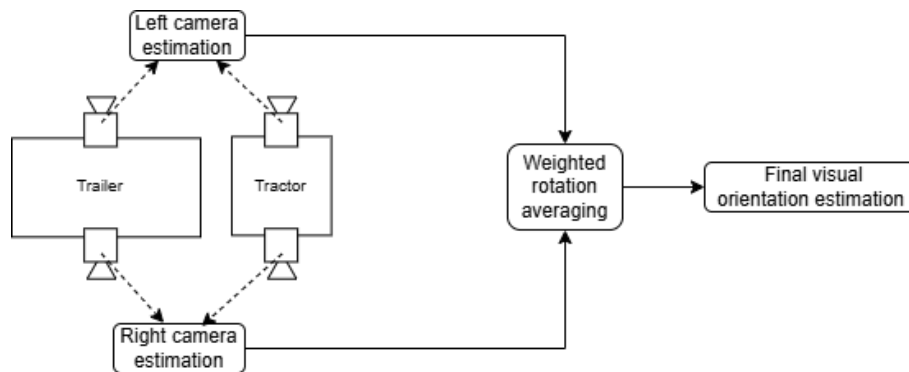 Left camera
estimation
Trailer
Tractor
Weighted
rotation
averaging
Final visual
orientation estimation
Right camera
estimation